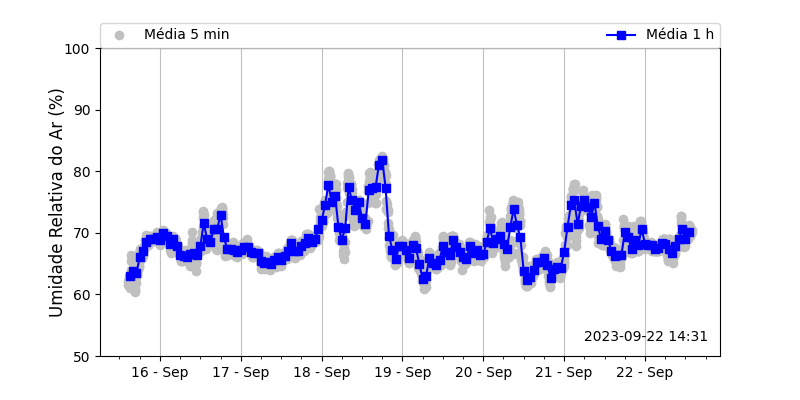 Média 5 min
Média 1 h
Umidade Relativa do Ar (%)
100
90
80
70
60
50
2023-09-22 14:31
16 - Sep
17 - Sep
18 - Sep
19 - Sep
20 - Sep
21 - Sep
22 - Sep